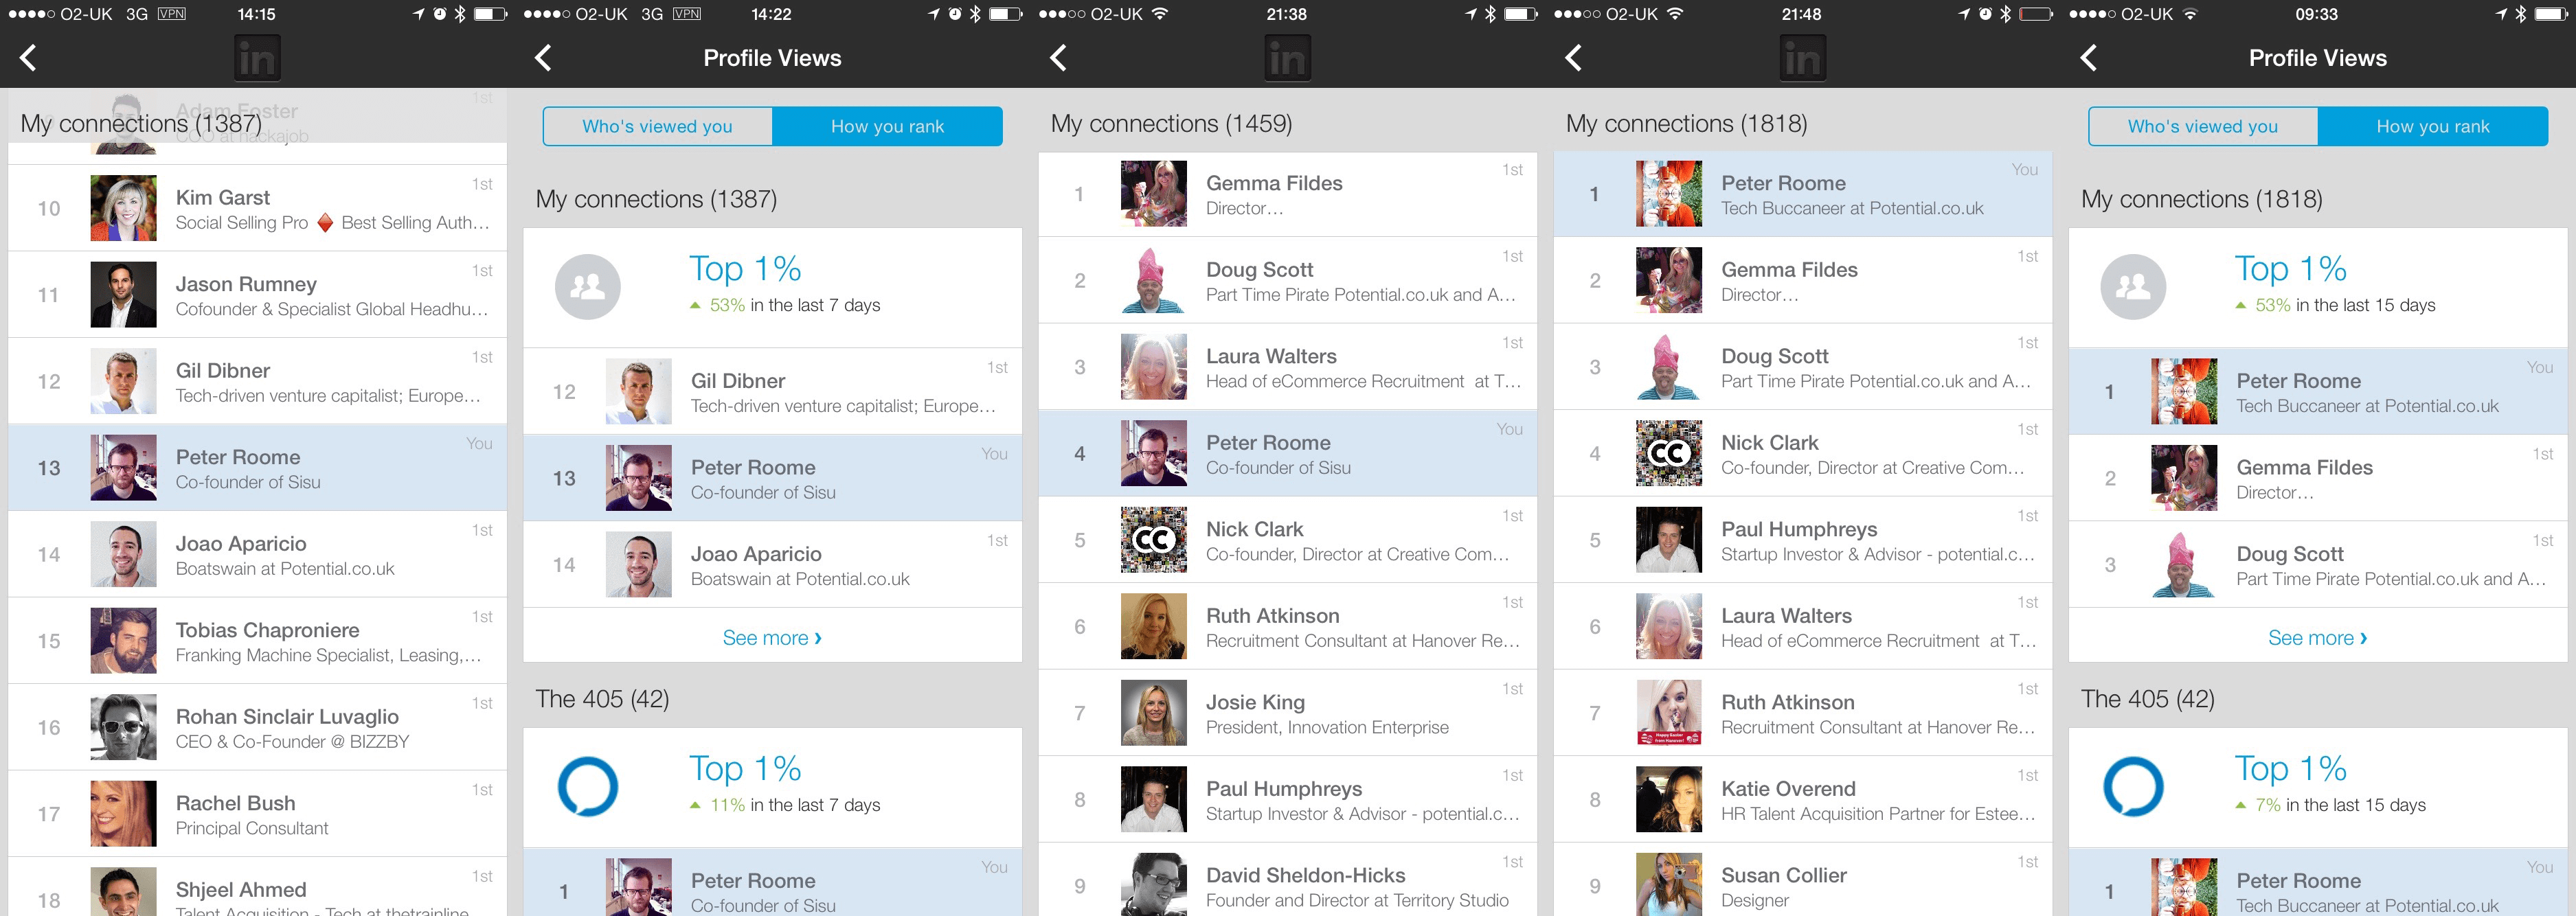 O2-UK 3G VPN 14:15
in
Adam Foster 1st
My connections (1387)
COO at hackajob
10 Kim Garst 1st
Social Selling Pro ♦ Best Selling Auth…
11 Jason Rumney 1st
Cofounder & Specialist Global Headhu…
12 Gil Dibner 1st
Tech-driven venture capitalist; Europe…
13 Peter Roome You
Co-founder of Sisu
14 Joao Aparicio 1st
Boatswain at Potential.co.uk
15 Tobias Chaproniere 1st
Franking Machine Specialist, Leasing,…
16 Rohan Sinclair Luvaglio 1st
CEO & Co-Founder @ BIZZBY
17 Rachel Bush 1st
Principal Consultant
18 Shjeel Ahmed 1st
Talent Acquisition - Tech at thetrainline
O2-UK 3G VPN 14:22
Profile Views
Who's viewed you How you rank
My connections (1387)
Top 1%
53% in the last 7 days
12 Gil Dibner 1st
Tech-driven venture capitalist; Europe…
13 Peter Roome You
Co-founder of Sisu
14 Joao Aparicio 1st
Boatswain at Potential.co.uk
See more ›
The 405 (42)
Top 1%
11% in the last 7 days
1 Peter Roome You
Co-founder of Sisu
O2-UK 21:38
in
My connections (1459)
1 Gemma Fildes 1st
Director…
2 Doug Scott 1st
Part Time Pirate Potential.co.uk and A…
3 Laura Walters 1st
Head of eCommerce Recruitment at T…
4 Peter Roome You
Co-founder of Sisu
5 Nick Clark 1st
CC
Co-founder, Director at Creative Com…
6 Ruth Atkinson 1st
Recruitment Consultant at Hanover Re…
7 Josie King 1st
President, Innovation Enterprise
8 Paul Humphreys 1st
Startup Investor & Advisor - potential.c…
9 David Sheldon-Hicks 1st
Founder and Director at Territory Studio
O2-UK 21:48
in
My connections (1818)
1 Peter Roome You
Tech Buccaneer at Potential.co.uk
2 Gemma Fildes 1st
Director…
3 Doug Scott 1st
Part Time Pirate Potential.co.uk and A…
4 Nick Clark 1st
CC
Co-founder, Director at Creative Com…
5 Paul Humphreys 1st
Startup Investor & Advisor - potential.c…
6 Laura Walters 1st
Head of eCommerce Recruitment at T…
7 Ruth Atkinson 1st
Recruitment Consultant at Hanover Re…
Happy Easter
from Hanover!
8 Katie Overend 1st
HR Talent Acquisition Partner for Estee…
9 Susan Collier 1st
Designer
O2-UK 09:33
Profile Views
Who's viewed you How you rank
My connections (1818)
Top 1%
53% in the last 15 days
1 Peter Roome You
Tech Buccaneer at Potential.co.uk
2 Gemma Fildes 1st
Director…
3 Doug Scott 1st
Part Time Pirate Potential.co.uk and A…
See more ›
The 405 (42)
Top 1%
7% in the last 15 days
1 Peter Roome You
Tech Buccaneer at Potential.co.uk